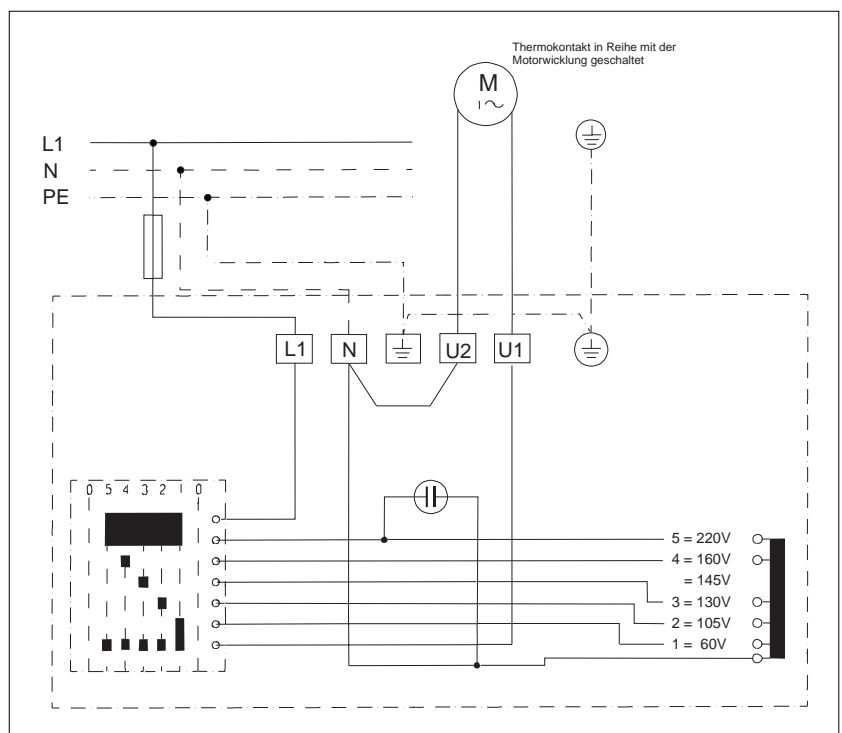 Thermokontakt in Reihe mit der
Motorwicklung geschaltet
M
1~
L1
N
PE
L1 N U2 U1
0 5 4 3 2 1 0
5 = 220V
4 = 160V
= 145V
3 = 130V
2 = 105V
1 = 60V